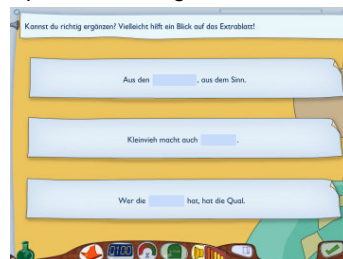 Kannst du richtig ergänzen? Vielleicht hilft ein Blick auf das Extrablatt!
Aus den , aus dem Sinn.
Kleinvieh macht auch .
Wer die hat, hat die Qual.
0100